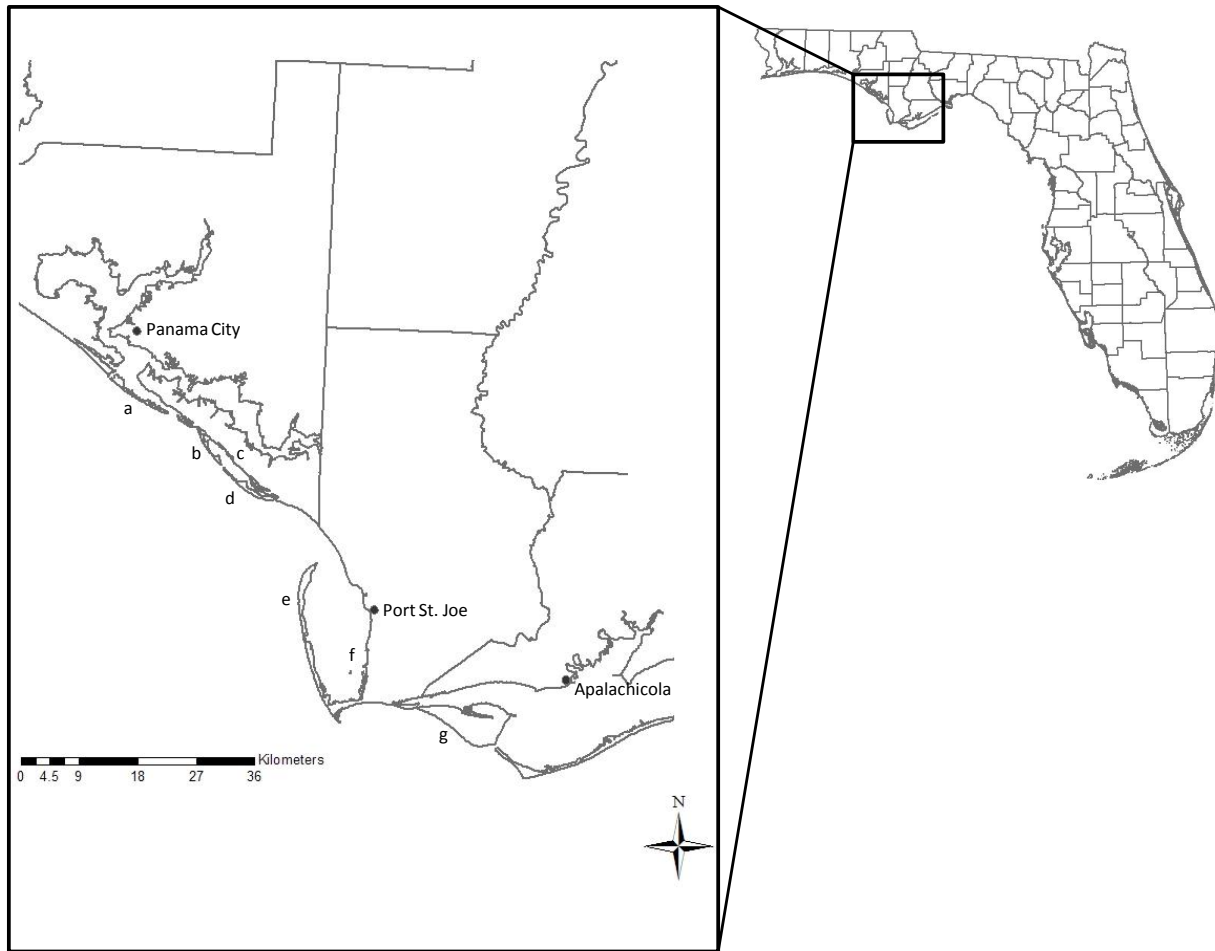 Panama City
a
b
c
d
e
Port St. Joe
f
Apalachicola
g
Kilometers
0 4.5 9 18 27 36
N